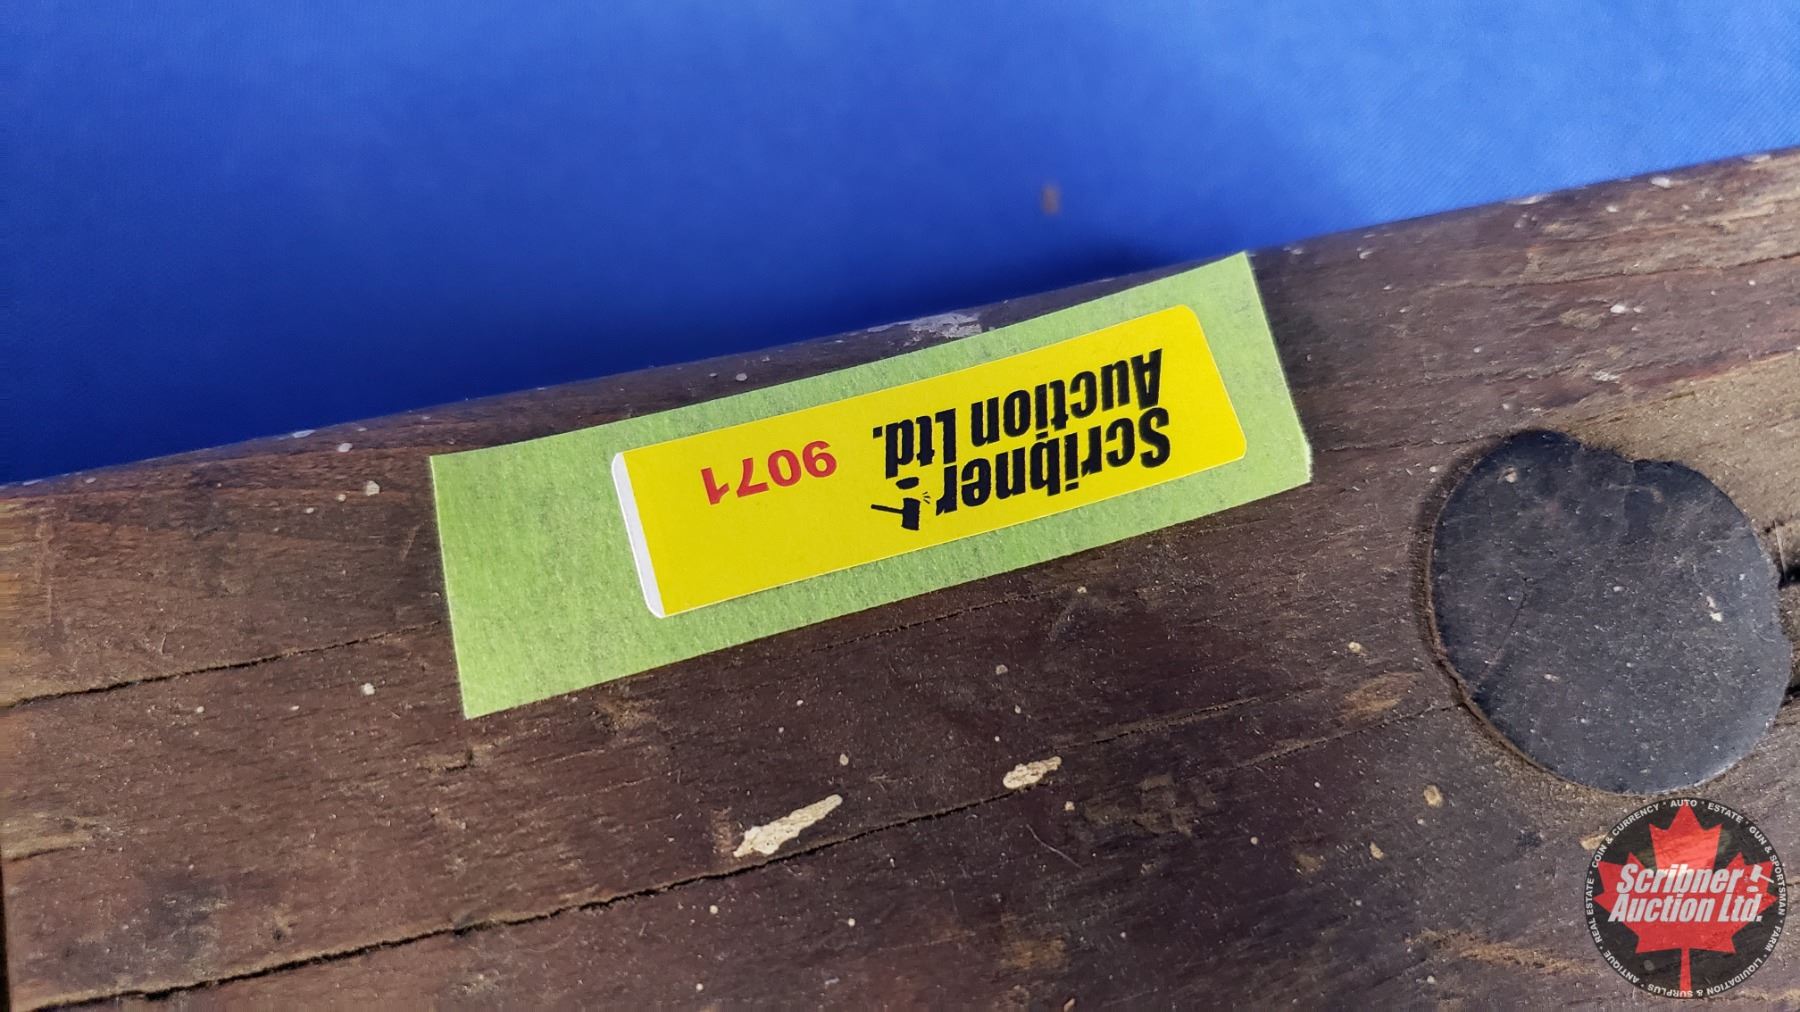 Scribner
Auction Ltd.
9071
COIN & CURRENCY · AUTO · ESTATE · GUN & SPORTSMAN · FARM · LIQUIDATION & SURPLUS · ANTIQUE · REAL ESTATE ·
Scribner
Auction Ltd.